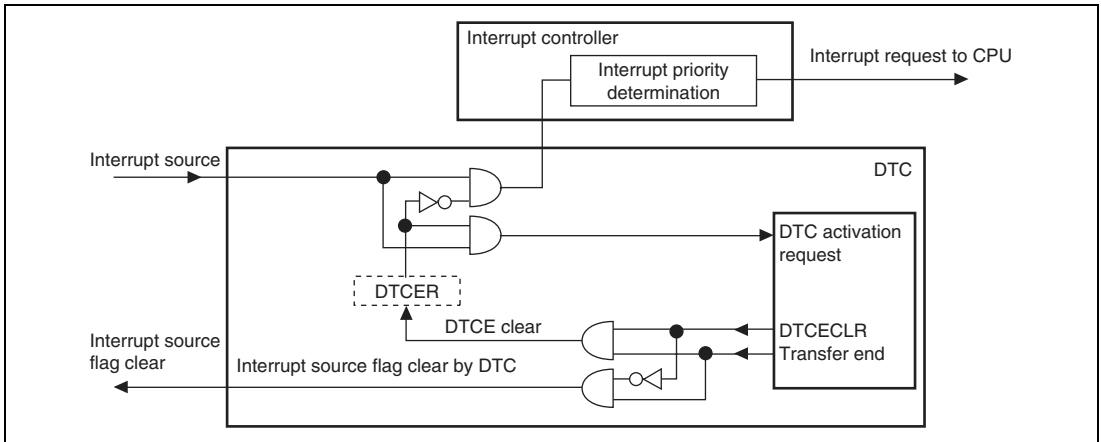 Interrupt controller
Interrupt priority
determination
Interrupt request to CPU
Interrupt source
DTC
DTC activation
request
DTCER
DTCE clear
DTCECLR
Transfer end
Interrupt source
flag clear
Interrupt source flag clear by DTC